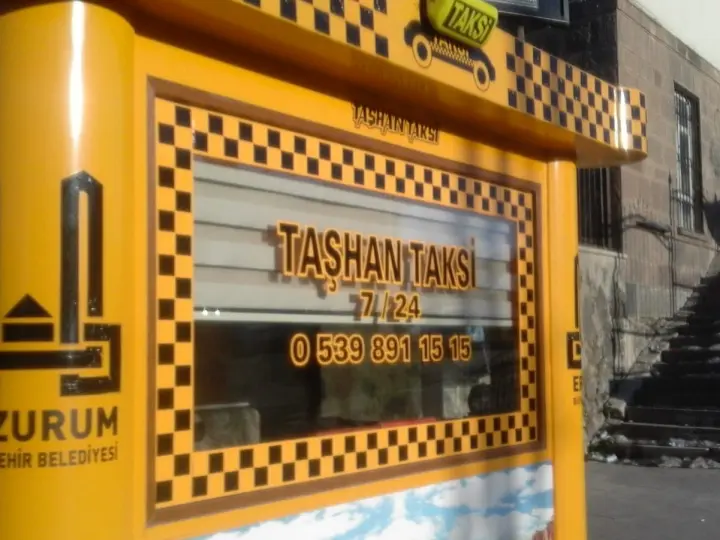 TAKSİ
TAŞHAN TAKSİ
TAŞHAN TAKSİ
7 / 24
0 539 891 15 15
ZURUM
EHİR BELEDİYESİ